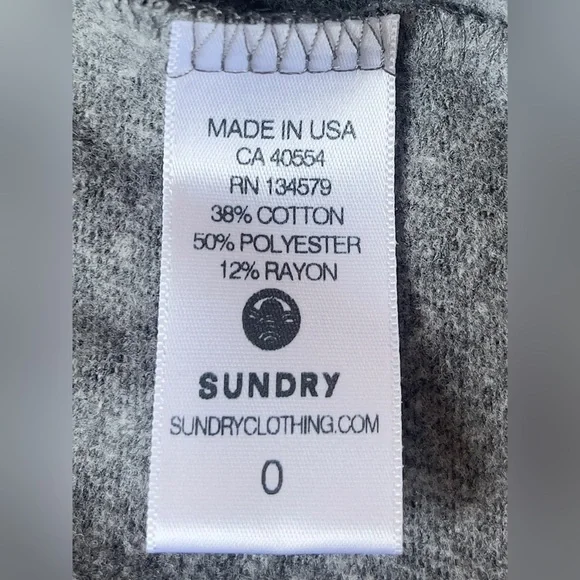 MADE IN USA
CA 40554
RN 134579
38% COTTON
50% POLYESTER
12% RAYON
SUNDRY
SUNDRYCLOTHING.COM
0